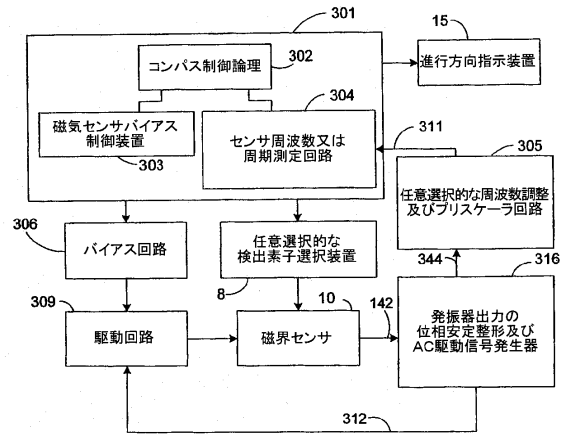 301
15
コンパス制御論理
302
進行方向指示装置
304
磁気センサバイアス
制御装置
303
センサ周波数又は
周期測定回路
311
305
任意選択的な周波数調整
及びプリスケーラ回路
306
バイアス回路
任意選択的な
検出素子選択装置
8
344
316
309
駆動回路
10
磁界センサ
142
発振器出力の
位相安定整形及び
AC駆動信号発生器
312